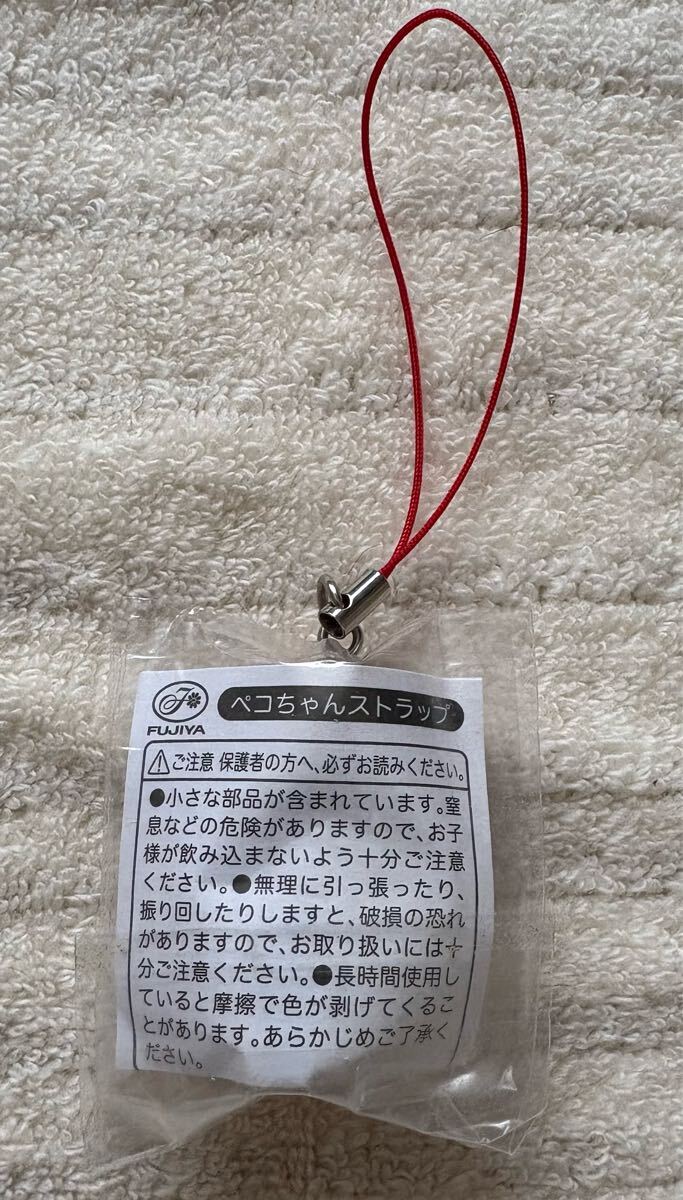 FUJIYA
ペコちゃんストラップ
ご注意 保護者の方へ、必ずお読みください。
●小さな部品が含まれています。窒
息などの危険がありますので、お子
様が飲み込まないよう十分ご注意
ください。●無理に引っ張ったり、
振り回したりしますと、破損の恐れ
がありますので、お取り扱いには十
分ご注意ください。●長時間使用し
ていると摩擦で色が剥げてくるこ
とがあります。あらかじめご了承く
ださい。